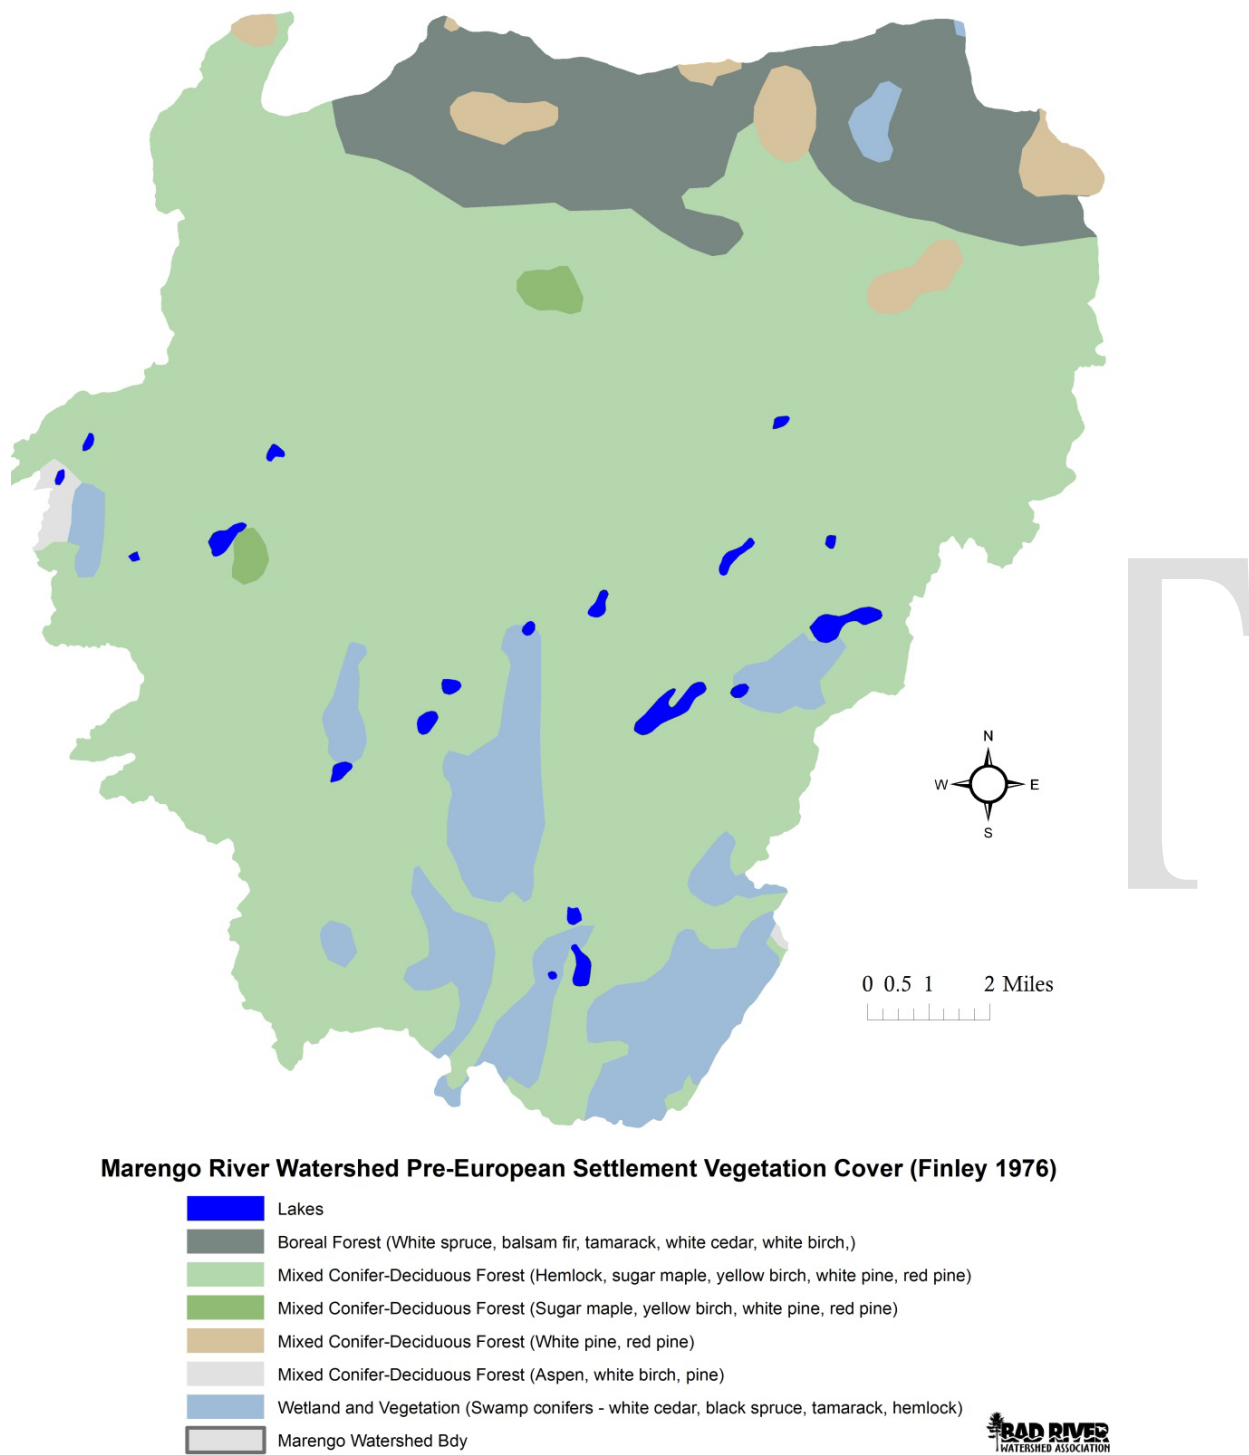 N
W E
S
0 0.5 1 2 Miles
T
Marengo River Watershed Pre-European Settlement Vegetation Cover (Finley 1976)
Lakes
Boreal Forest (White spruce, balsam fir, tamarack, white cedar, white birch,)
Mixed Conifer-Deciduous Forest (Hemlock, sugar maple, yellow birch, white pine, red pine)
Mixed Conifer-Deciduous Forest (Sugar maple, yellow birch, white pine, red pine)
Mixed Conifer-Deciduous Forest (White pine, red pine)
Mixed Conifer-Deciduous Forest (Aspen, white birch, pine)
Wetland and Vegetation (Swamp conifers - white cedar, black spruce, tamarack, hemlock)
Marengo Watershed Bdy
BAD RIVER
WATERSHED ASSOCIATION